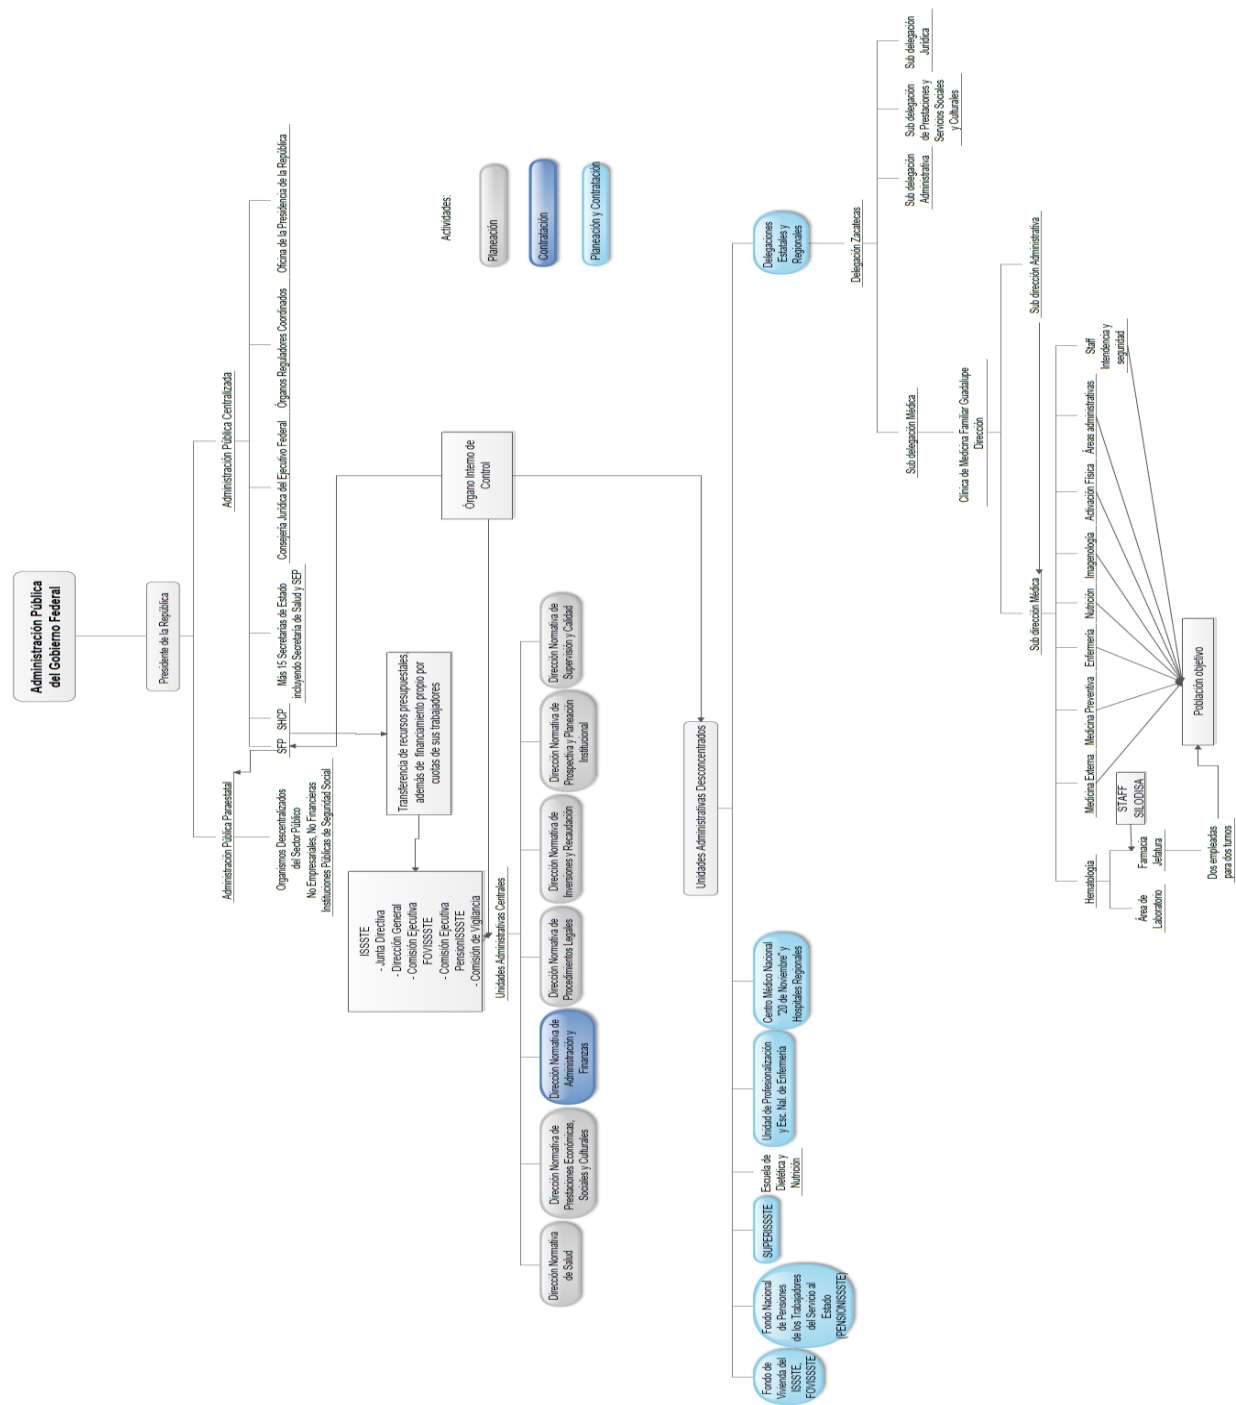 Administración Pública
del Gobierno Federal
Presidente de la República
Administración Pública Paraestatal
Administración Pública Centralizada
Organismos Descentralizados
del Sector Público
No Empresariales, No Financieras
Instituciones Públicas de Seguridad Social
SFP
SHCP
Más 15 Secretarías de Estado
incluyendo Secretaría de Salud y SEP
Consejería Jurídica del Ejecutivo Federal
Órganos Reguladores Coordinados
Oficina de la Presidencia de la República
Transferencia de recursos presupuestales,
además de financiamiento propio por
cuotas de sus trabajadores
Órgano Interno de
Control
Actividades:
Planeación
Contratación
Planeación y Contratación
ISSSTE
- Junta Directiva
- Dirección General
- Comisión Ejecutiva
FOVISSSTE
- Comisión Ejecutiva
PensionISSSTE
- Comisión de Vigilancia
Unidades Administrativas Centrales
Dirección Normativa
de Salud
Dirección Normativa de
Prestaciones Económicas,
Sociales y Culturales
Dirección Normativa de
Administración y
Finanzas
Dirección Normativa de
Procedimientos Legales
Dirección Normativa de
Inversiones y Recaudación
Dirección Normativa de
Prospectiva y Planeación
Institucional
Dirección Normativa de
Supervisión y Calidad
Unidades Administrativas Desconcentrados
Fondo de
Vivienda del
ISSSTE,
FOVISSSTE
Fondo Nacional
de Pensiones
de los Trabajadores
del Servicio al
Estado
(PENSIONISSSTE)
SUPERISSSTE
Escuela de
Dietética y
Nutrición
Unidad de Profesionalización
y Esc. Nal. de Enfermería
Centro Médico Nacional
"20 de Noviembre" y
Hospitales Regionales
Delegaciones
Estatales y
Regionales
Delegación Zacatecas
Sub delegación Médica
Sub delegación
Administrativa
Sub delegación
de Prestaciones y
Servicios Sociales
y Culturales
Sub delegación
Jurídica
Clínica de Medicina Familiar Guadalupe
Dirección
Sub dirección Médica
Sub dirección Administrativa
Hematología
Medicina Externa
Medicina Preventiva
Enfermería
Nutrición
Imagenología
Activación Física
Áreas administrativas
Staff
Intendencia y
seguridad
STAFF
SILODISA
Área de
Laboratorio
Farmacia
Jefatura
Dos empleadas
para dos turnos
Población objetivo